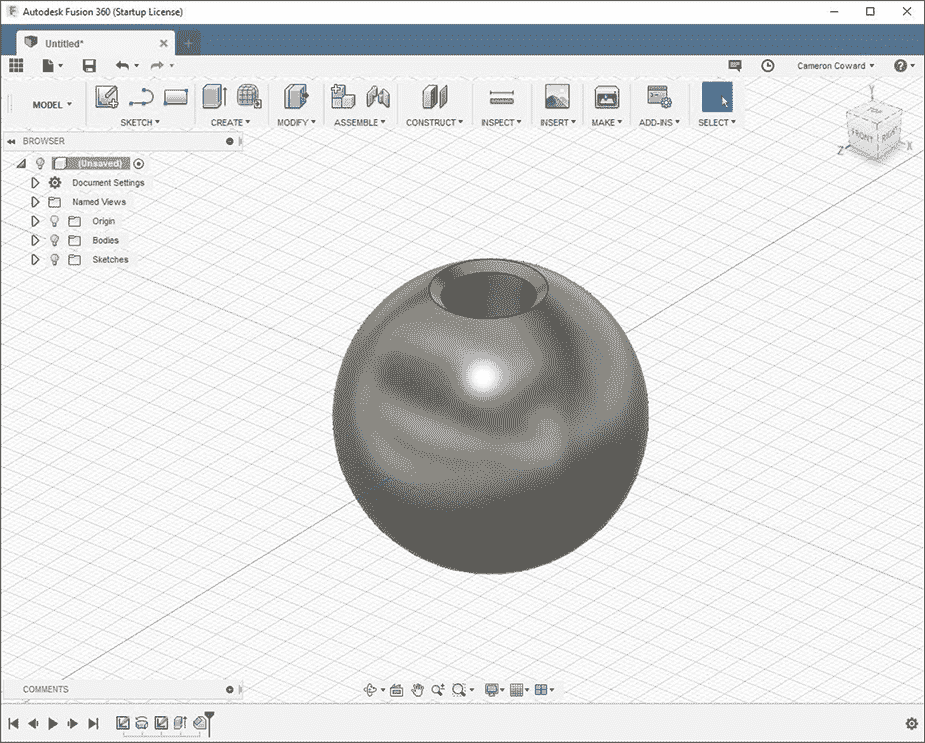 Autodesk Fusion 360 (Startup License)
Untitled*
Cameron Coward
MODEL
SKETCH
CREATE
MODIFY
ASSEMBLE
CONSTRUCT
INSPECT
INSERT
MAKE
ADD-INS
SELECT
BROWSER
(Unsaved)
Document Settings
Named Views
Origin
Bodies
Sketches
Y
TOP
FRONT
RIGHT
Z
X
COMMENTS